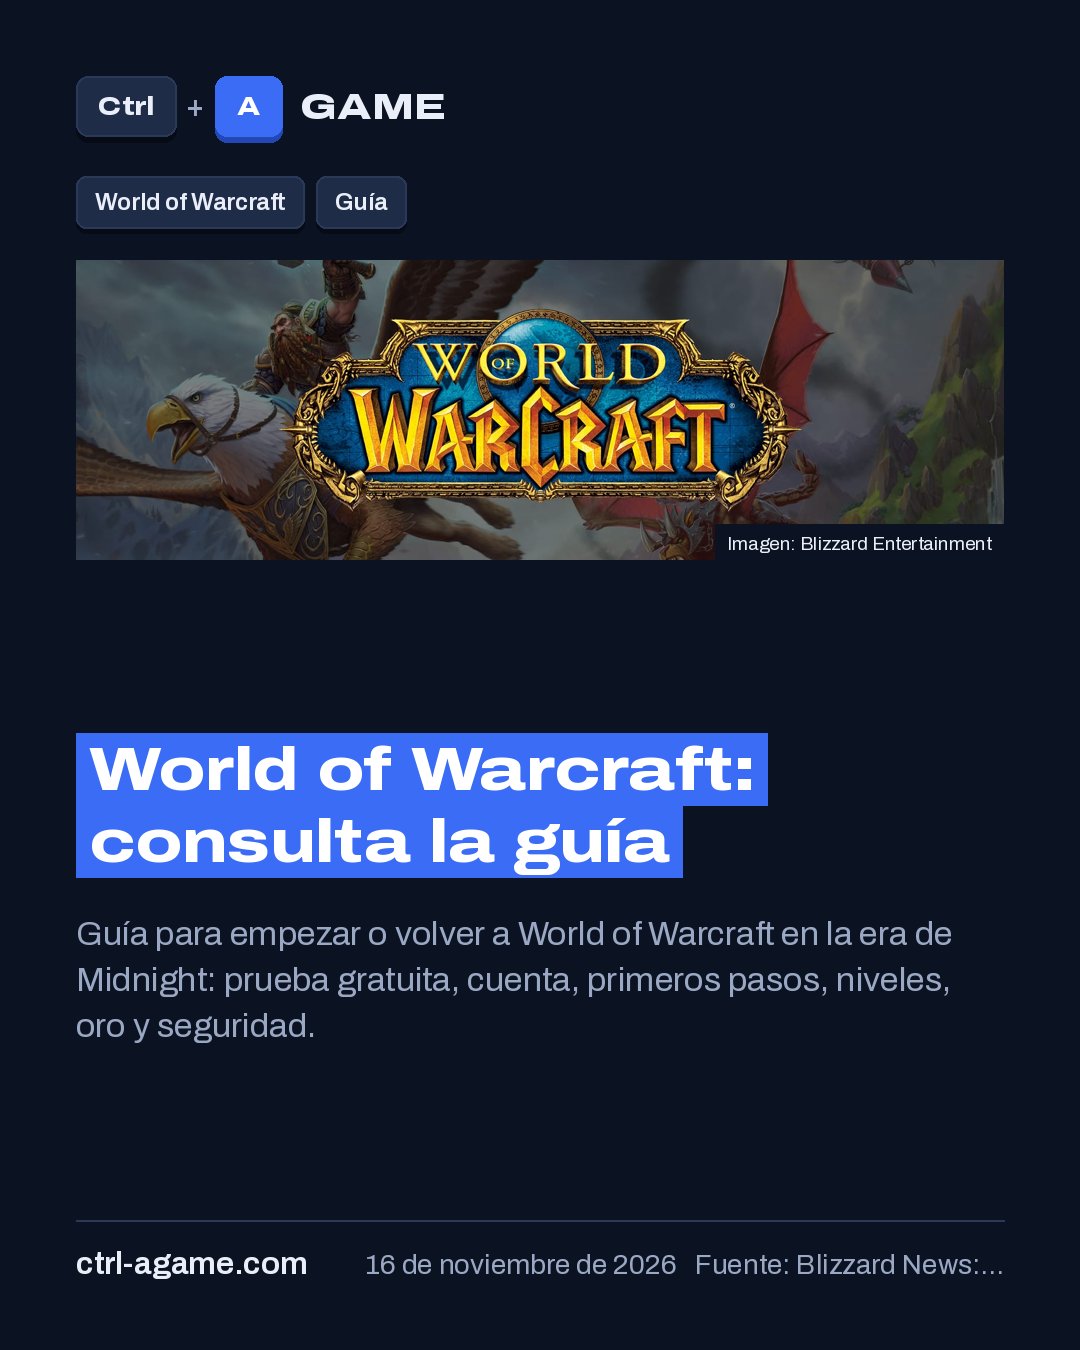 Ctrl + A GAME
World of Warcraft Guía
WORLD OF WARCRAFT ®
Imagen: Blizzard Entertainment
World of Warcraft:
consulta la guía
Guía para empezar o volver a World of Warcraft en la era de
Midnight: prueba gratuita, cuenta, primeros pasos, niveles,
oro y seguridad.
ctrl-agame.com 16 de noviembre de 2026 Fuente: Blizzard News:...